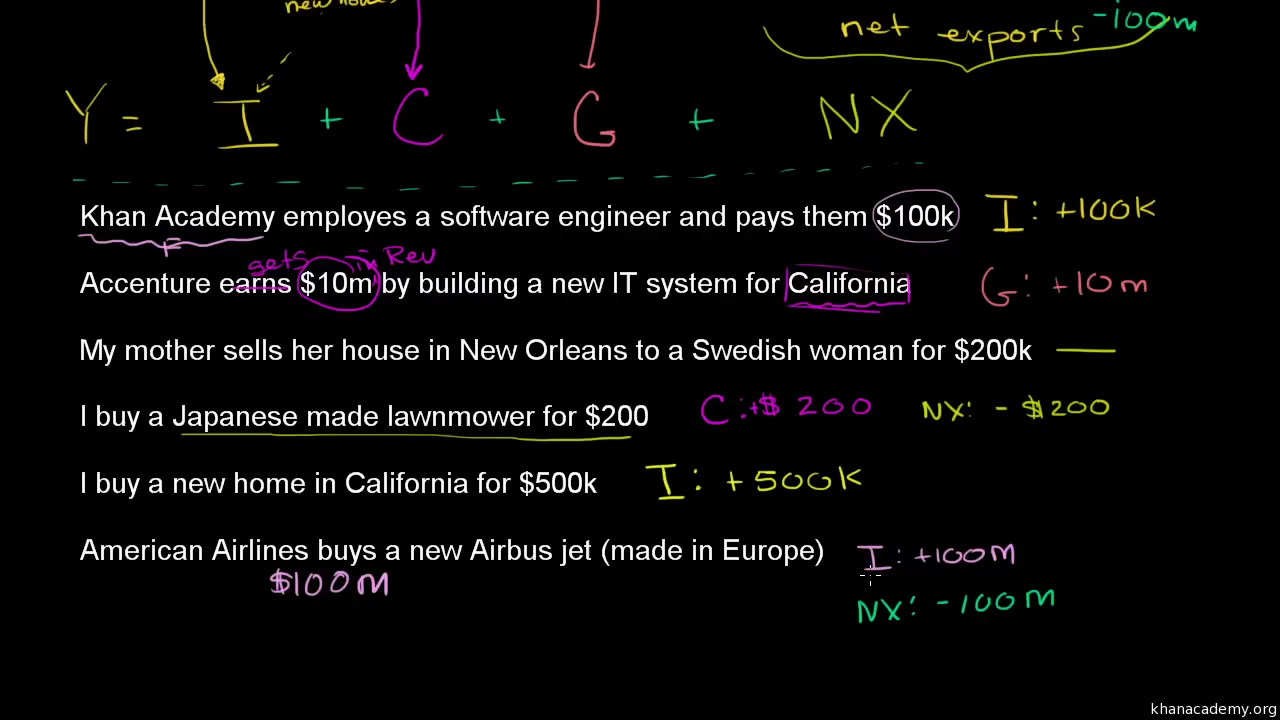 new
net exports -100m
Y = I + C + G + NX
Khan Academy employes a software engineer and pays them $100k I: +100K
gets in Rev
Accenture earns $10m by building a new IT system for California G: +10m
My mother sells her house in New Orleans to a Swedish woman for $200k —
I buy a Japanese made lawnmower for $200 C: +$ 200 NX: - $200
I buy a new home in California for $500k I: +500K
American Airlines buys a new Airbus jet (made in Europe) I: +100M
$100M NX: -100M
khanacademy.org